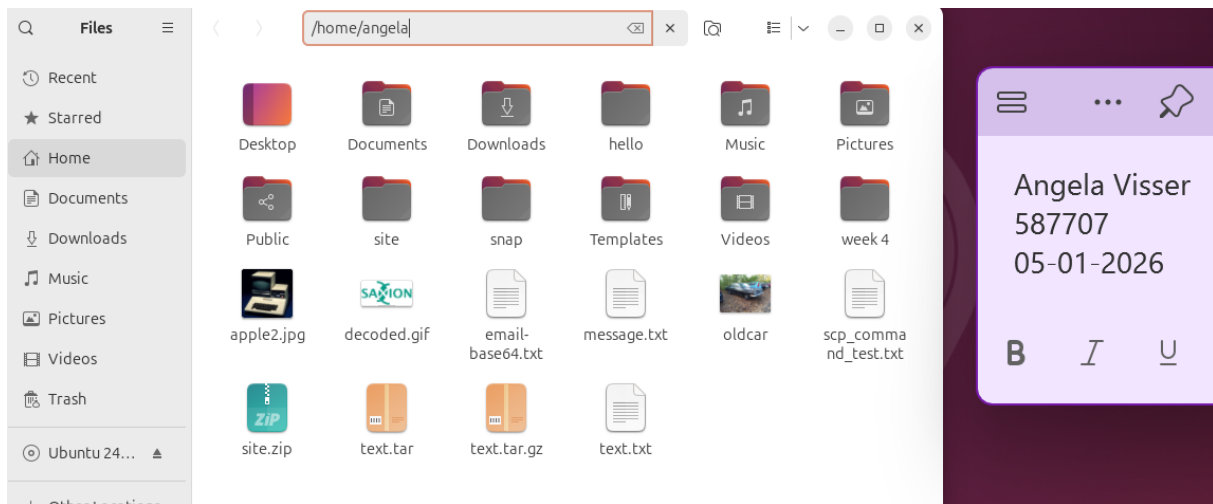 Files
/home/angela
Recent
Starred
Home
Documents
Downloads
Music
Pictures
Videos
Trash
Ubuntu 24...
Desktop
Documents
Downloads
hello
Music
Pictures
Public
site
snap
Templates
Videos
week 4
apple2.jpg
SAXION
decoded.gif
email-
base64.txt
message.txt
oldcar
scp_comma
nd_test.txt
ZiP
site.zip
text.tar
text.tar.gz
text.txt
Angela Visser
587707
05-01-2026
B I U